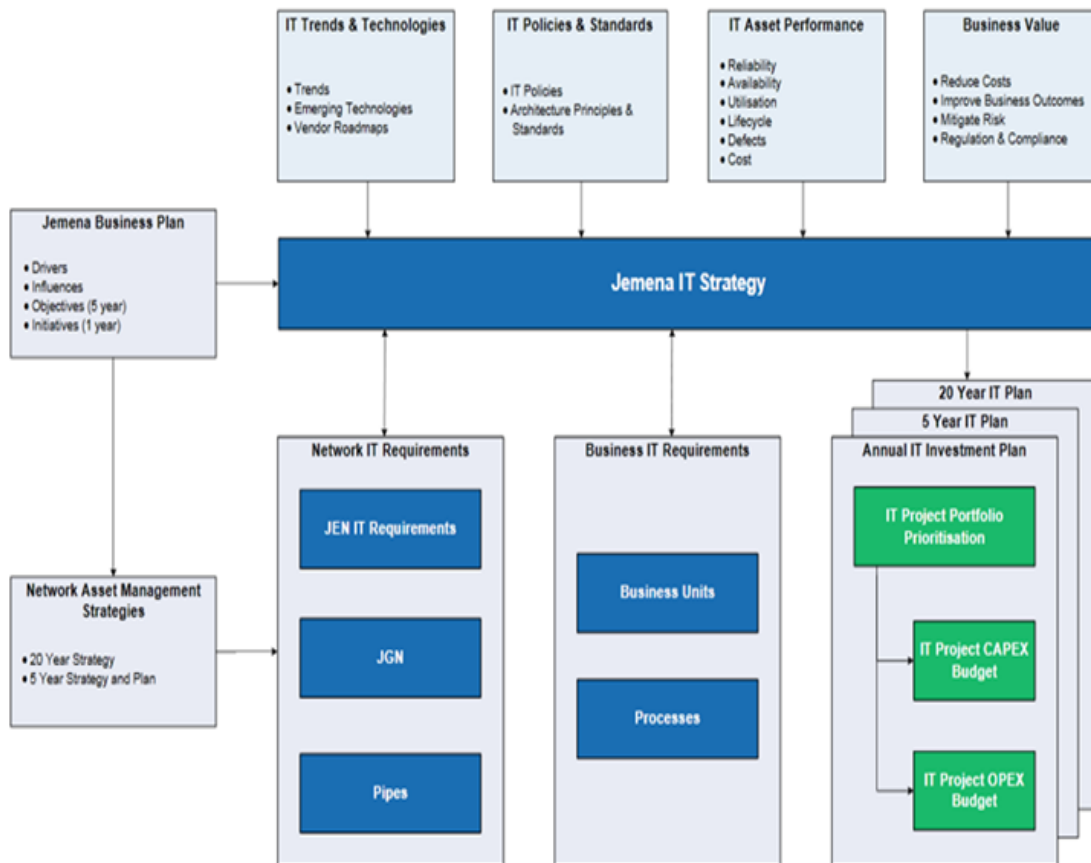 IT Trends & Technologies
• Trends
• Emerging Technologies
• Vendor Roadmaps
IT Policies & Standards
• IT Policies
• Architecture Principles &
Standards
IT Asset Performance
• Reliability
• Availability
• Utilisation
• Lifecycle
• Defects
• Cost
Business Value
• Reduce Costs
• Improve Business Outcomes
• Mitigate Risk
• Regulation & Compliance
Jemena Business Plan
• Drivers
• Influences
• Objectives (5 year)
• Initiatives (1 year)
Jemena IT Strategy
20 Year IT Plan
5 Year IT Plan
Annual IT Investment Plan
IT Project Portfolio
Prioritisation
IT Project CAPEX
Budget
IT Project OPEX
Budget
Network IT Requirements
JEN IT Requirements
JGN
Pipes
Business IT Requirements
Business Units
Processes
Network Asset Management
Strategies
• 20 Year Strategy
• 5 Year Strategy and Plan